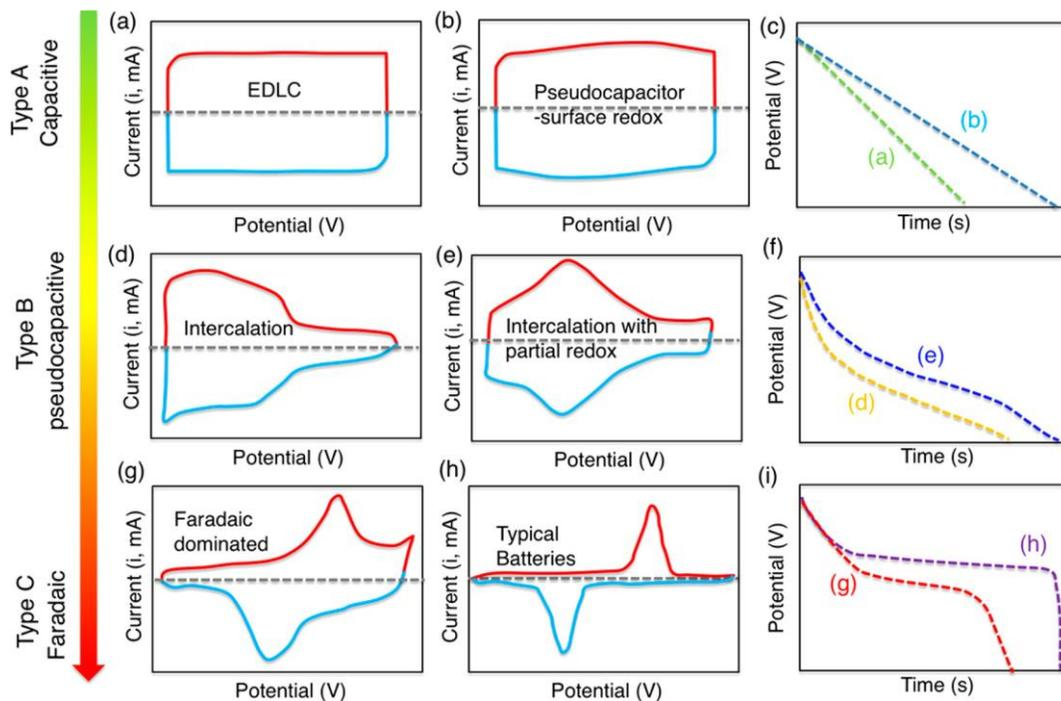 Type A
Capacitive
(a)
Current (i, mA)
EDLC
Potential (V)
(b)
Current (i, mA)
Pseudocapacitor
-surface redox
Potential (V)
(c)
Potential (V)
(b)
(a)
Time (s)
Type B
pseudocapacitive
(d)
Current (i, mA)
Intercalation
Potential (V)
(e)
Current (i, mA)
Intercalation with
partial redox
Potential (V)
(f)
Potential (V)
(e)
(d)
Time (s)
Type C
Faradaic
(g)
Current (i, mA)
Faradaic
dominated
Potential (V)
(h)
Current (i, mA)
Typical
Batteries
Potential (V)
(i)
Potential (V)
(h)
(g)
Time (s)